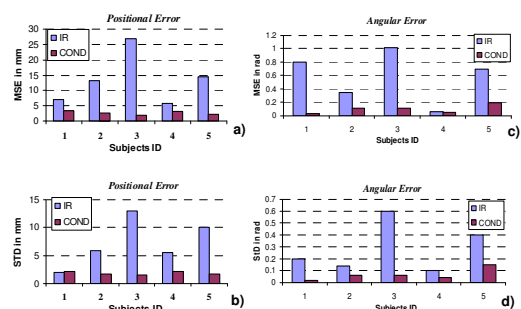 Positional Error
MSE in mm
30
25
20
15
10
5
0
IR
COND
1 2 3 4 5
Subjects ID
a)
Angular Error
MSE in rad
1.2
1
0.8
0.6
0.4
0.2
0
IR
COND
1 2 3 4 5
Subjects ID
c)
Positional Error
STD in mm
15
10
5
0
IR
COND
1 2 3 4 5
Subjects ID
b)
Angular Error
StD in rad
0.7
0.6
0.5
0.4
0.3
0.2
0.1
0
IR
COND
1 2 3 4 5
Subjects ID
d)